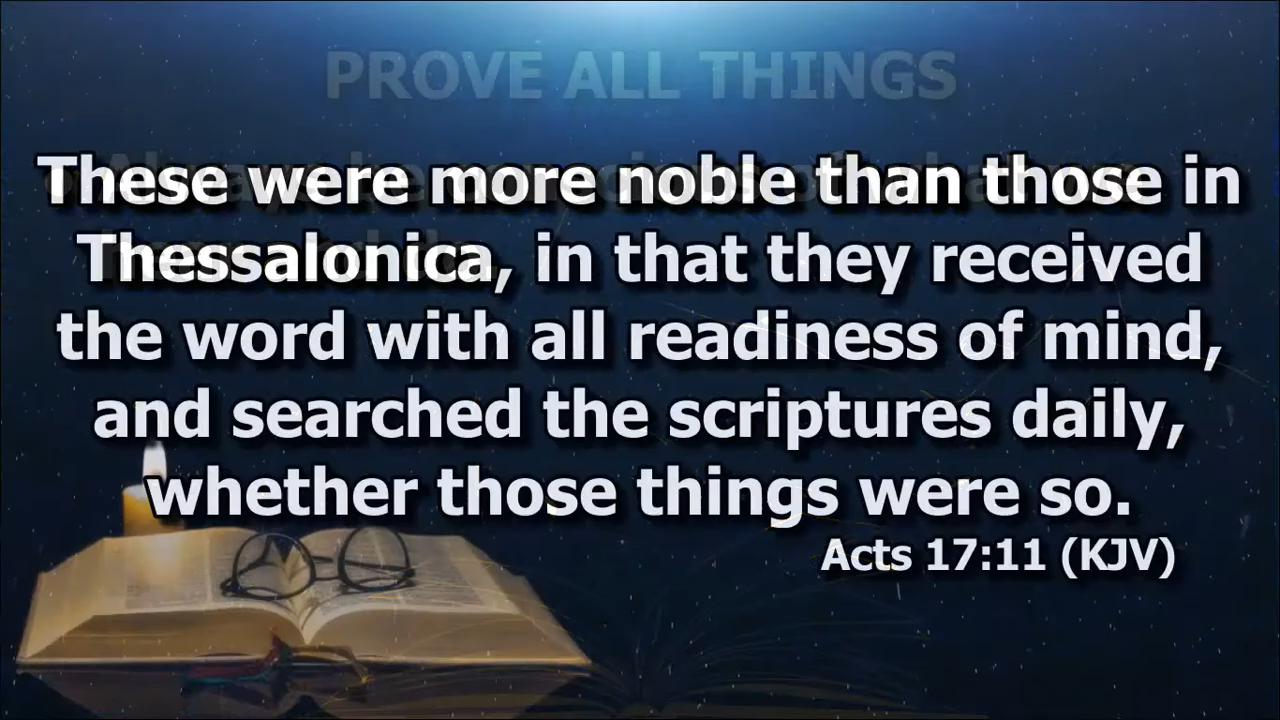 PROVE ALL THINGS
These were more noble than those in
Thessalonica, in that they received
the word with all readiness of mind,
and searched the scriptures daily,
whether those things were so.
Acts 17:11 (KJV)